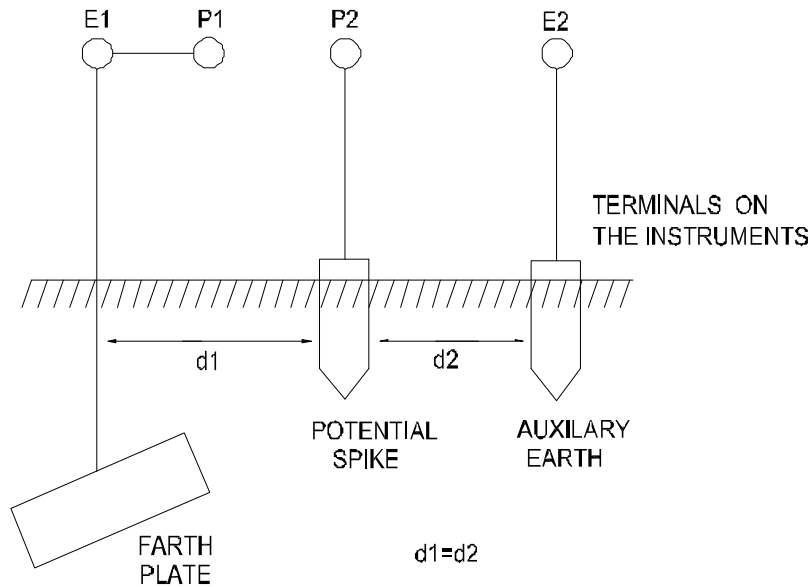 E1 P1 P2 E2
TERMINALS ON
THE INSTRUMENTS
d1 d2
POTENTIAL
SPIKE
AUXILARY
EARTH
FARTH
PLATE
d1=d2